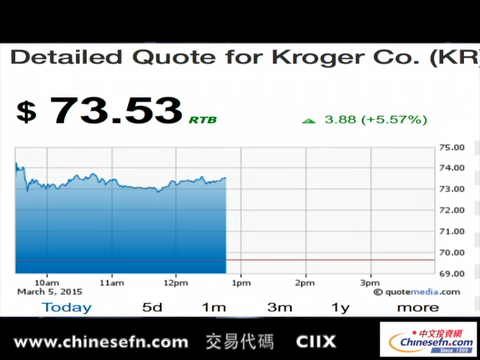 Detailed Quote for Kroger Co. (KR)
$ 73.53 RTB
3.88 (+5.57%)
75.00
74.00
73.00
72.00
71.00
70.00
69.00
10am 11am 12pm 1pm 2pm 3pm
March 5, 2015
© quotemedia.com
Today 5d 1m 3m 1y more
www.chinesefn.com 交易代碼 CIIX
中文投資網
Chinesefn.com
Since 1999